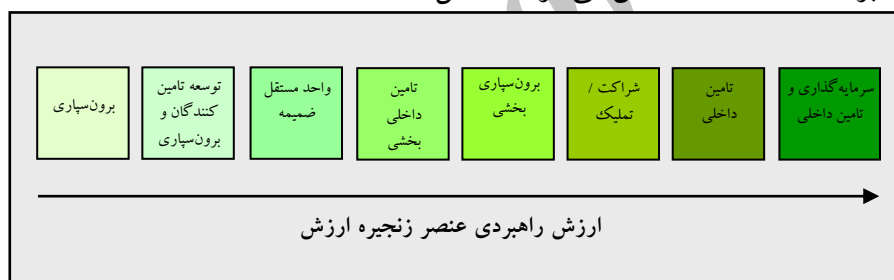 سرمایه‌گذاری و
تامین داخلی
تامین
داخلی
شراکت /
تملیک
برون‌سپاری
بخشی
تامین
داخلی
بخشی
واحد مستقل
ضمیمه
توسعه تامین
کنندگان و
برون‌سپاری
برون‌سپاری
ارزش راهبردی عنصر زنجیره ارزش